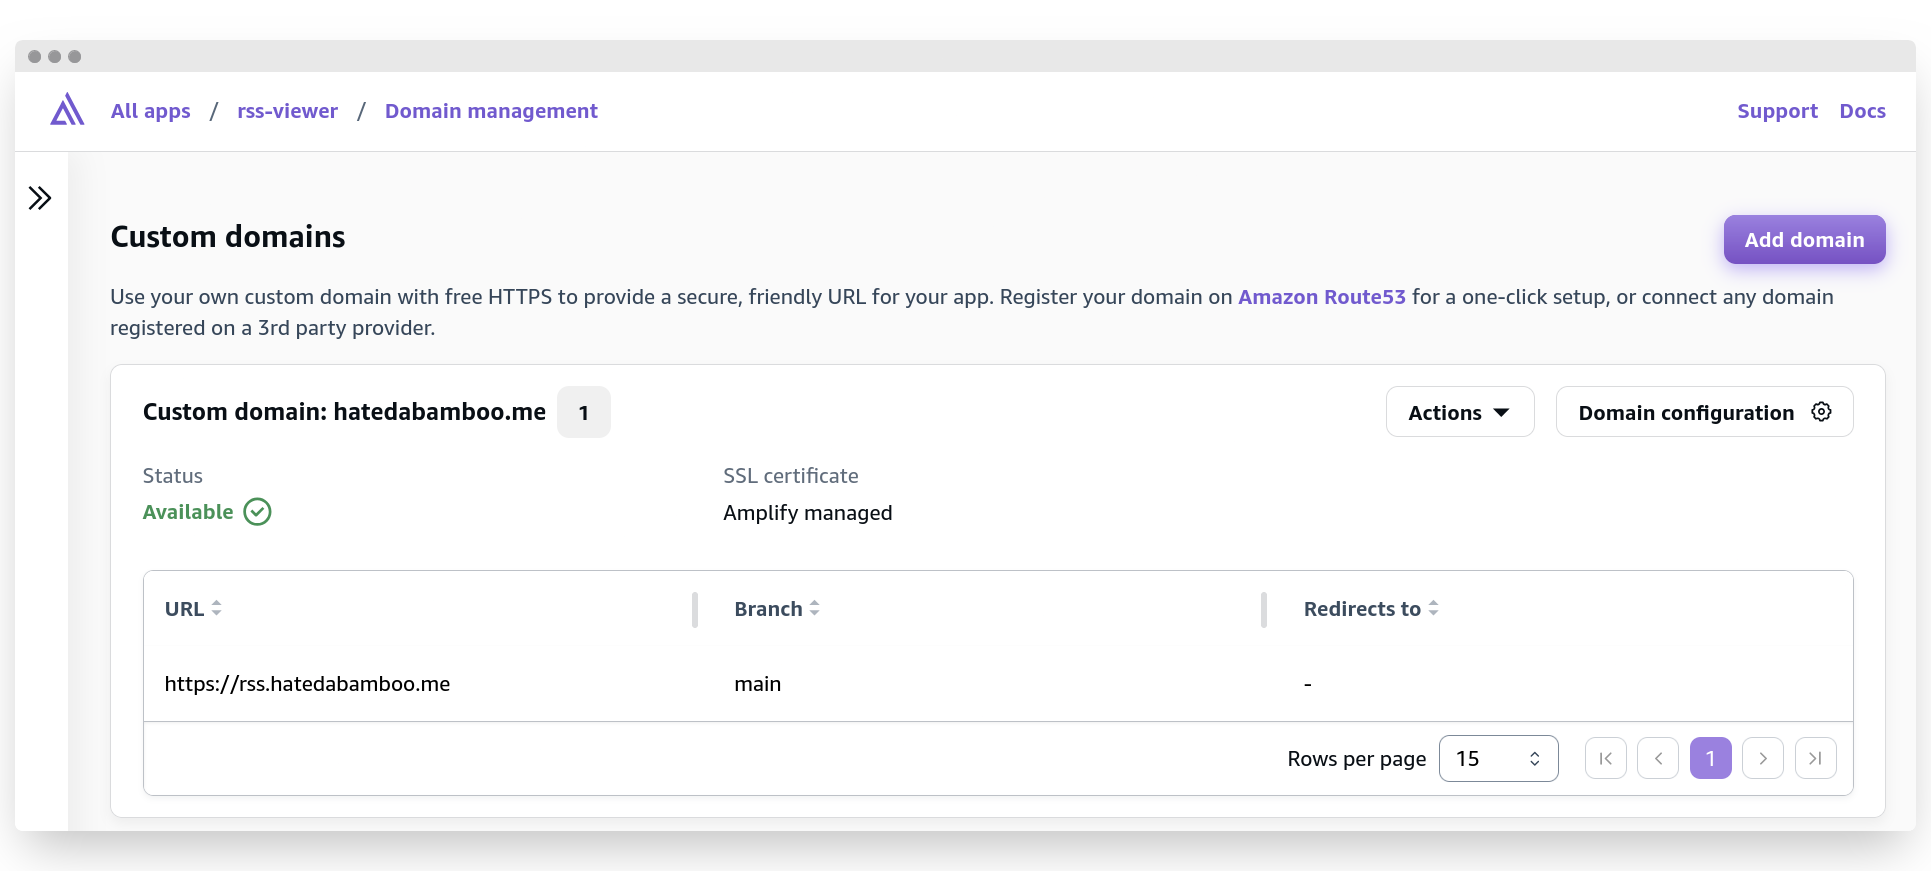 All apps / rss-viewer / Domain management Support Docs
Custom domains Add domain
Use your own custom domain with free HTTPS to provide a secure, friendly URL for your app. Register your domain on Amazon Route53 for a one-click setup, or connect any domain
registered on a 3rd party provider.
Custom domain: hatedabamboo.me 1 Actions Domain configuration
Status SSL certificate
Available Amplify managed
URL Branch Redirects to
https://rss.hatedabamboo.me main -
Rows per page 15 1